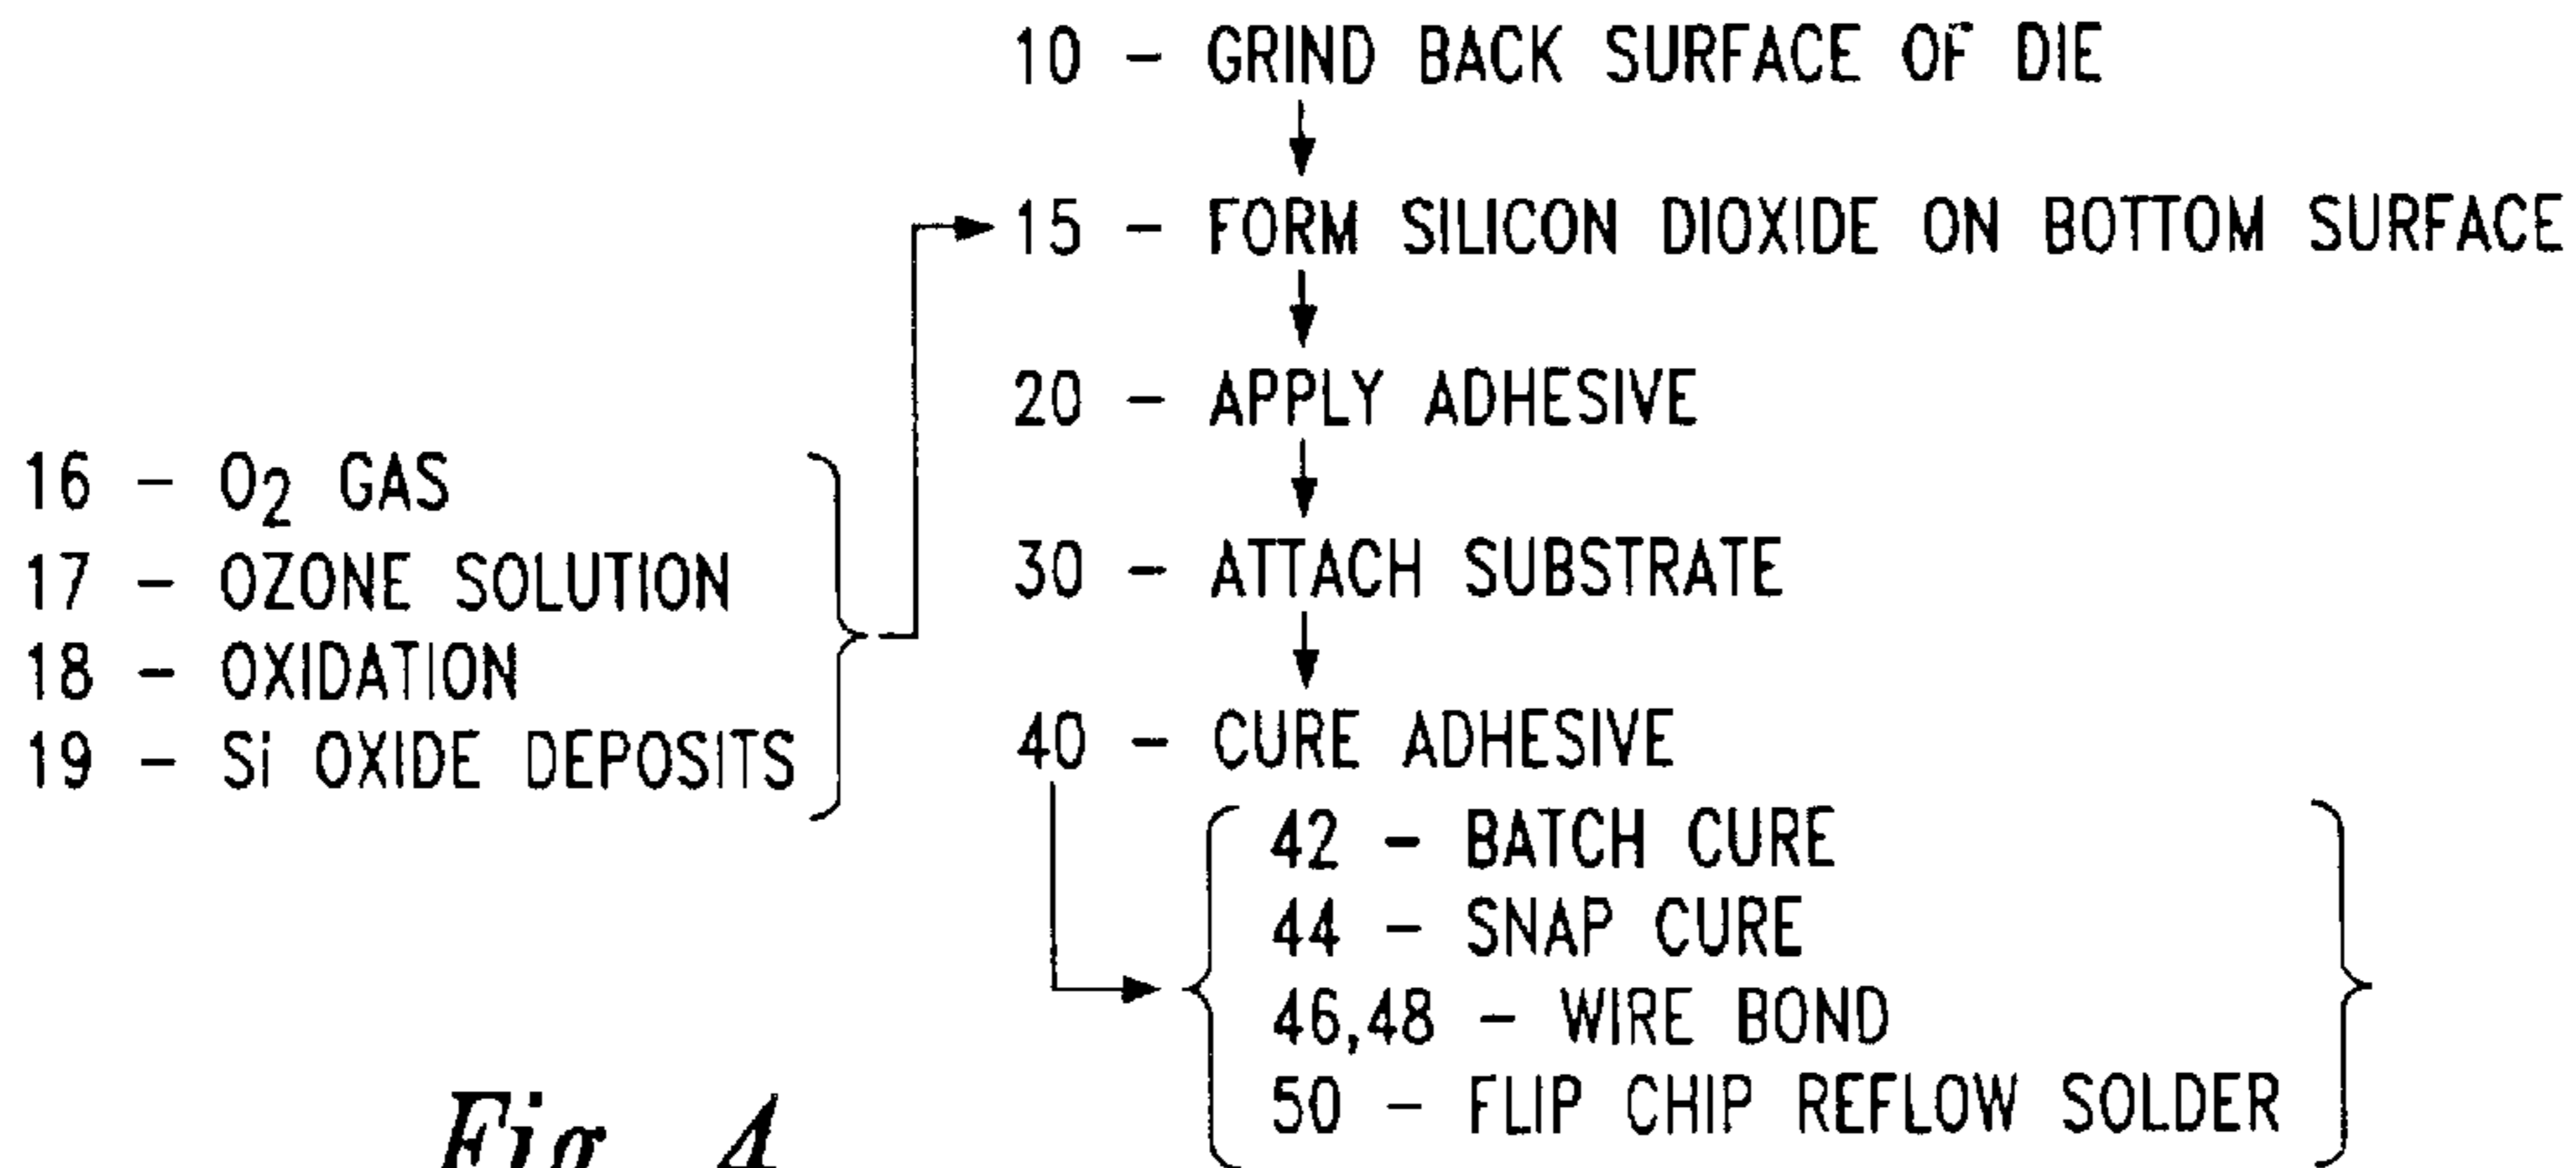 10 - GRIND BACK SURFACE OF DIE
15 - FORM SILICON DIOXIDE ON BOTTOM SURFACE
20 - APPLY ADHESIVE
30 - ATTACH SUBSTRATE
40 - CURE ADHESIVE
42 - BATCH CURE
44 - SNAP CURE
46,48 - WIRE BOND
50 - FLIP CHIP REFLOW SOLDER
16 - O2 GAS
17 - OZONE SOLUTION
18 - OXIDATION
19 - Si OXIDE DEPOSITS
Fig. 4